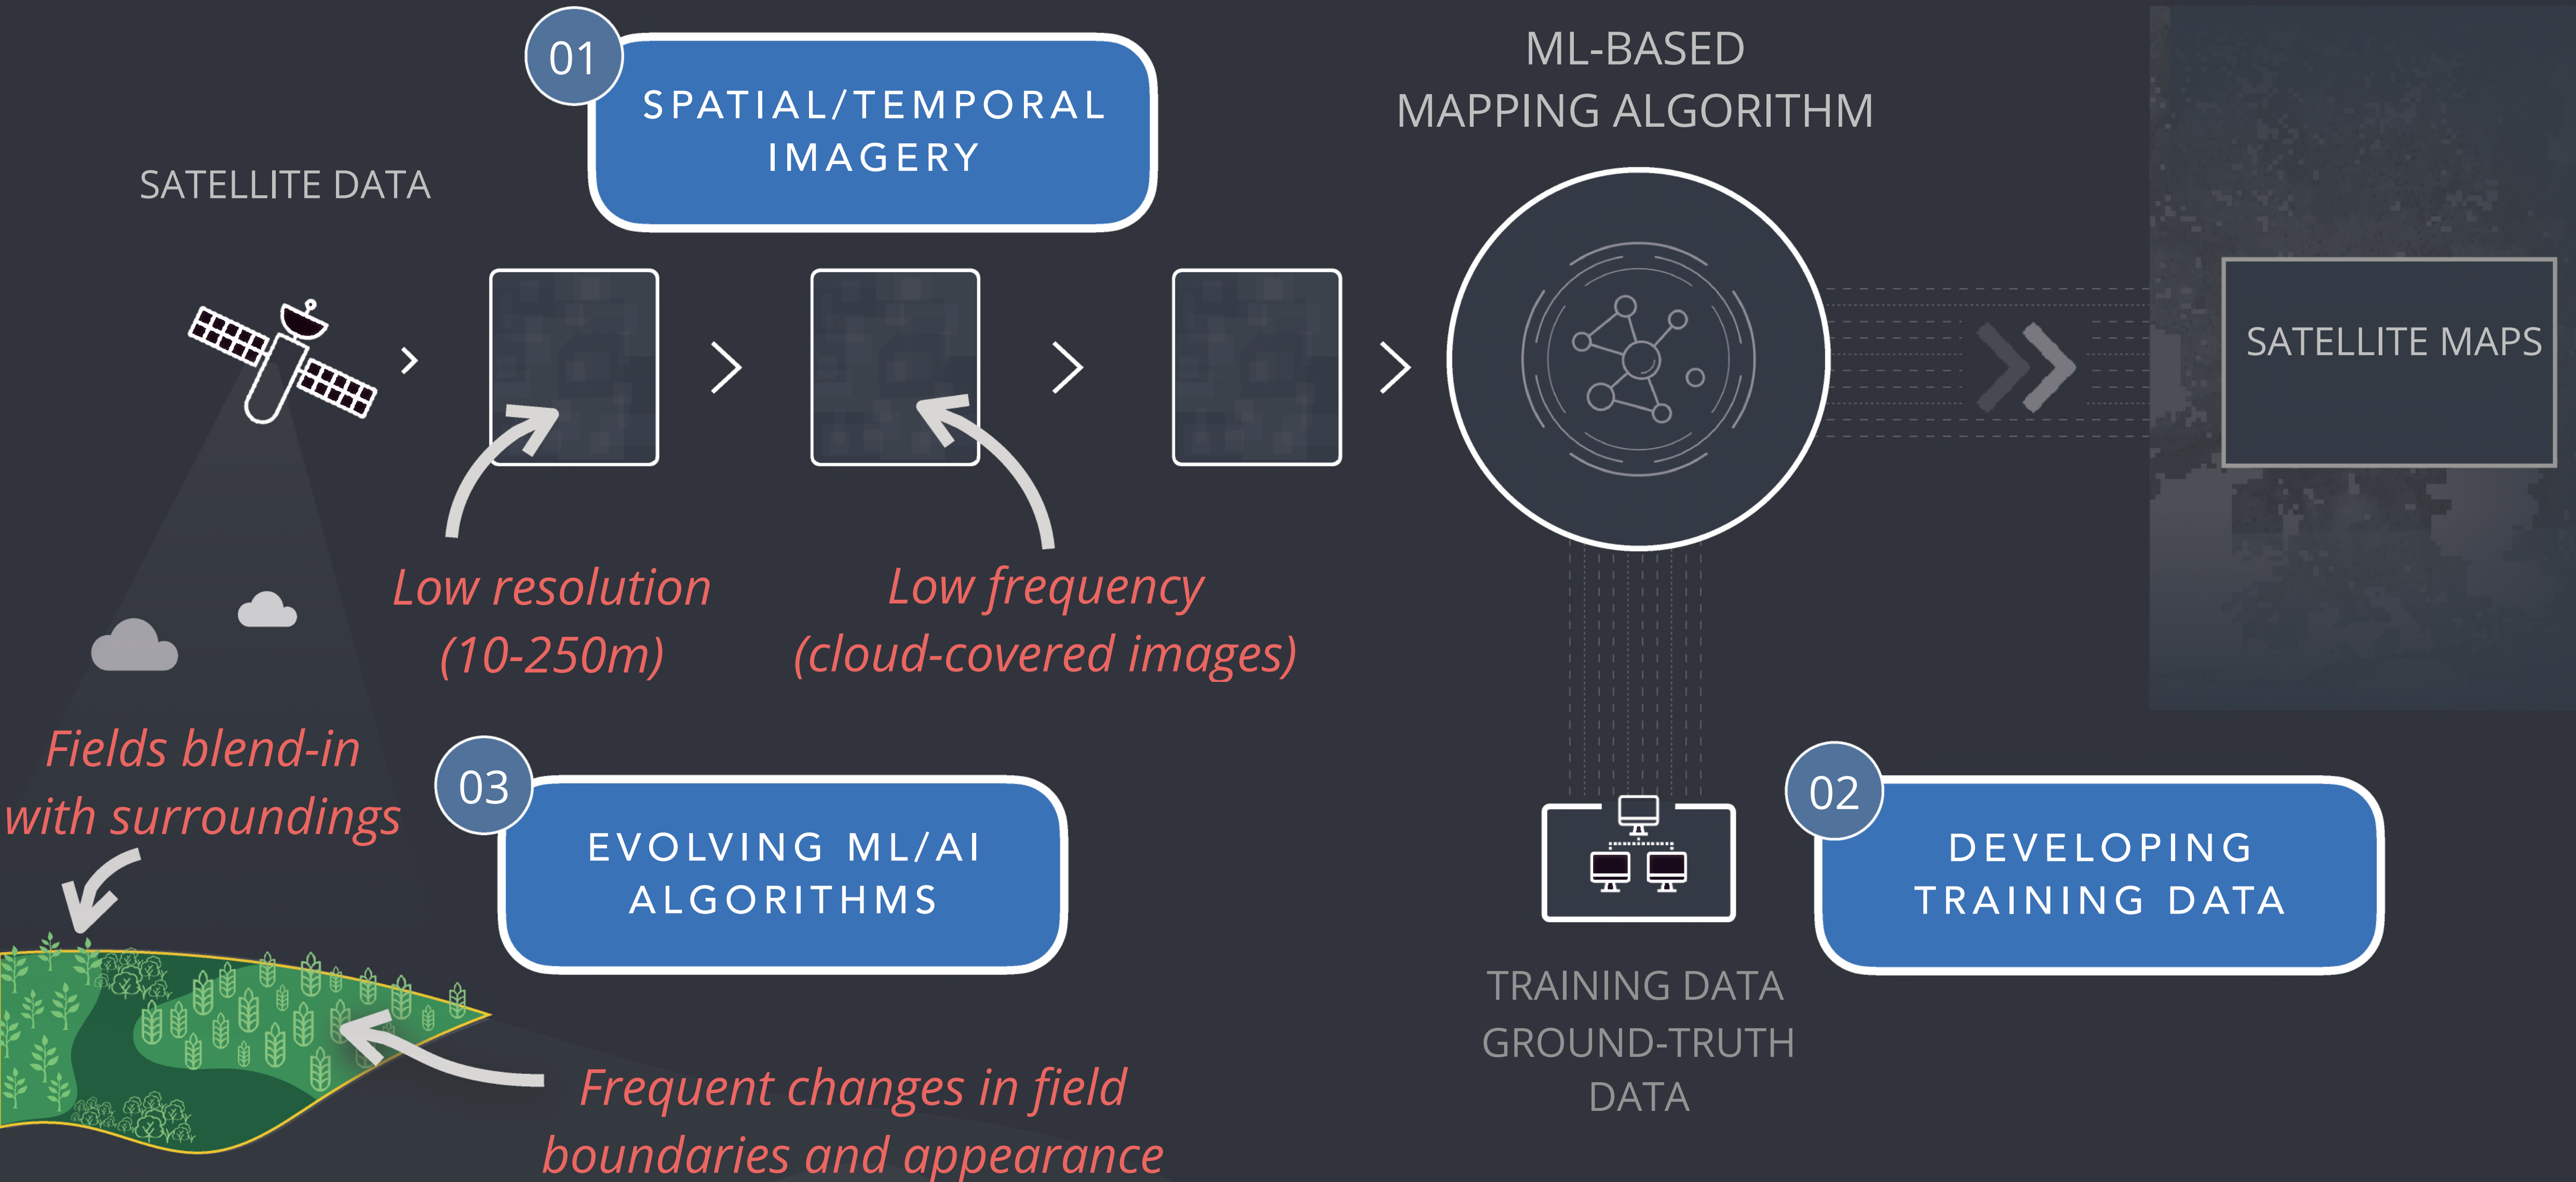 01
SPATIAL/TEMPORAL
IMAGERY
ML-BASED
MAPPING ALGORITHM
SATELLITE DATA
SATELLITE MAPS
Low resolution
(10-250m)
Low frequency
(cloud-covered images)
Fields blend-in
with surroundings
03
EVOLVING ML/AI
ALGORITHMS
02
DEVELOPING
TRAINING DATA
TRAINING DATA
GROUND-TRUTH
DATA
Frequent changes in field
boundaries and appearance